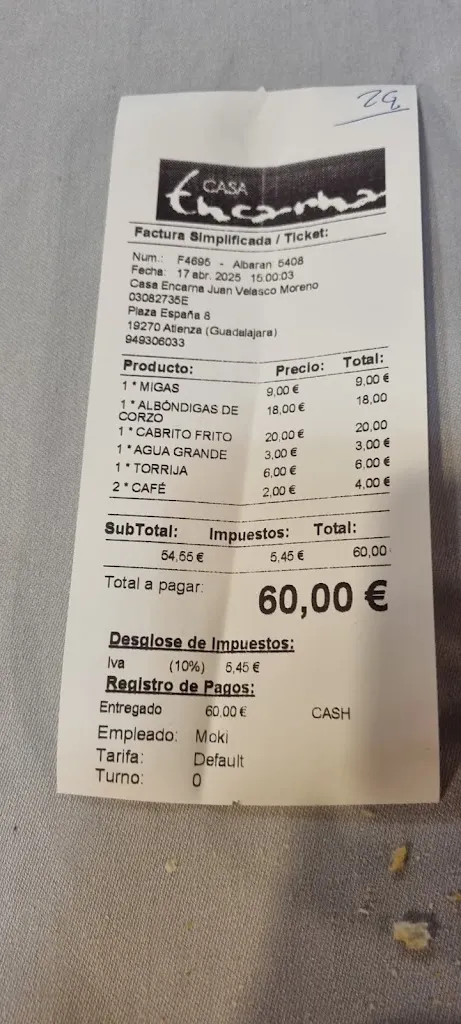 29
CASA
Encarna
Factura Simplificada / Ticket:
Num.: F4695 - Albaran 5408
Fecha: 17 abr. 2025 15:00:03
Casa Encarna Juan Velasco Moreno
03082735E
Plaza España 8
19270 Atienza (Guadalajara)
949306033
Producto: Precio: Total:
1 * MIGAS 9,00 € 9,00 €
1 * ALBÓNDIGAS DE 18,00 € 18,00
CORZO
1 * CABRITO FRITO 20,00 € 20,00
1 * AGUA GRANDE 3,00 € 3,00 €
1 * TORRIJA 6,00 € 6,00 €
2 * CAFÉ 2,00 € 4,00 €
SubTotal: Impuestos: Total:
54,55 € 5,45 € 60,00
Total a pagar: 60,00 €
Desglose de Impuestos:
Iva (10%) 5,45 €
Registro de Pagos:
Entregado 60,00 € CASH
Empleado: Moki
Tarifa: Default
Turno: 0